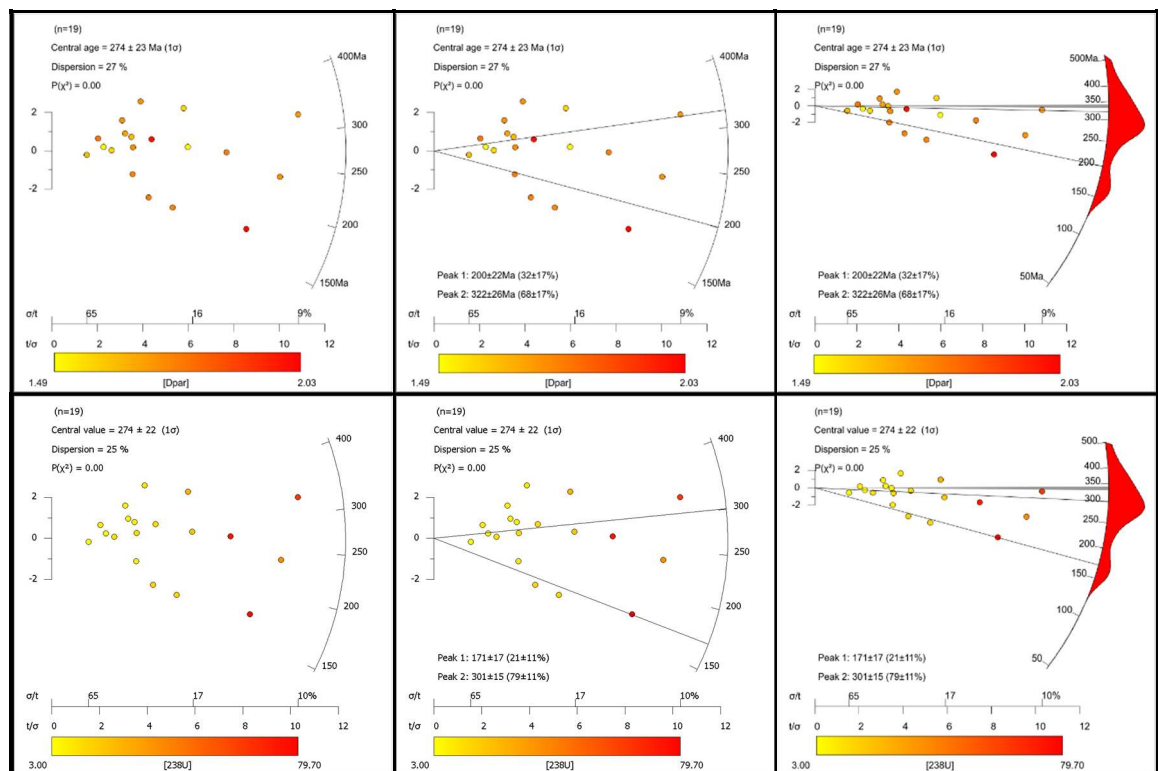 (n=19)
Central age = 274 ± 23 Ma (1σ)
Dispersion = 27 %
P(χ²) = 0.00
400Ma
300
250
200
150Ma
2
0
-2
σ/t 65 16 9%
t/σ 0 2 4 6 8 10 12
1.49 [Dpar] 2.03
(n=19)
Central age = 274 ± 23 Ma (1σ)
Dispersion = 27 %
P(χ²) = 0.00
400Ma
300
250
200
150Ma
2
0
-2
Peak 1: 200±22Ma (32±17%)
Peak 2: 322±26Ma (68±17%)
σ/t 65 16 9%
t/σ 0 2 4 6 8 10 12
1.49 [Dpar] 2.03
(n=19)
Central age = 274 ± 23 Ma (1σ)
Dispersion = 27 %
P(χ²) = 0.00
500Ma
400
350
300
250
200
150
100
50Ma
2
0
-2
Peak 1: 200±22Ma (32±17%)
Peak 2: 322±26Ma (68±17%)
σ/t 65 16 9%
t/σ 0 2 4 6 8 10 12
1.49 [Dpar] 2.03
(n=19)
Central value = 274 ± 22 (1σ)
Dispersion = 25 %
P(χ²) = 0.00
400
300
250
200
150
2
0
-2
σ/t 65 17 10%
t/σ 0 2 4 6 8 10 12
3.00 [238U] 79.70
(n=19)
Central value = 274 ± 22 (1σ)
Dispersion = 25 %
P(χ²) = 0.00
400
300
250
200
150
2
0
-2
Peak 1: 171±17 (21±11%)
Peak 2: 301±15 (79±11%)
σ/t 65 17 10%
t/σ 0 2 4 6 8 10 12
3.00 [238U] 79.70
(n=19)
Central value = 274 ± 22 (1σ)
Dispersion = 25 %
P(χ²) = 0.00
500
400
350
300
250
200
150
100
50
2
0
-2
Peak 1: 171±17 (21±11%)
Peak 2: 301±15 (79±11%)
σ/t 65 17 10%
t/σ 0 2 4 6 8 10 12
3.00 [238U] 79.70